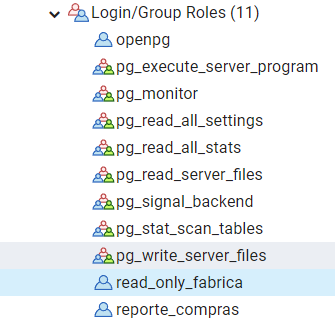 Login/Group Roles (11)
openpg
pg_execute_server_program
pg_monitor
pg_read_all_settings
pg_read_all_stats
pg_read_server_files
pg_signal_backend
pg_stat_scan_tables
pg_write_server_files
read_only_fabrica
reporte_compras